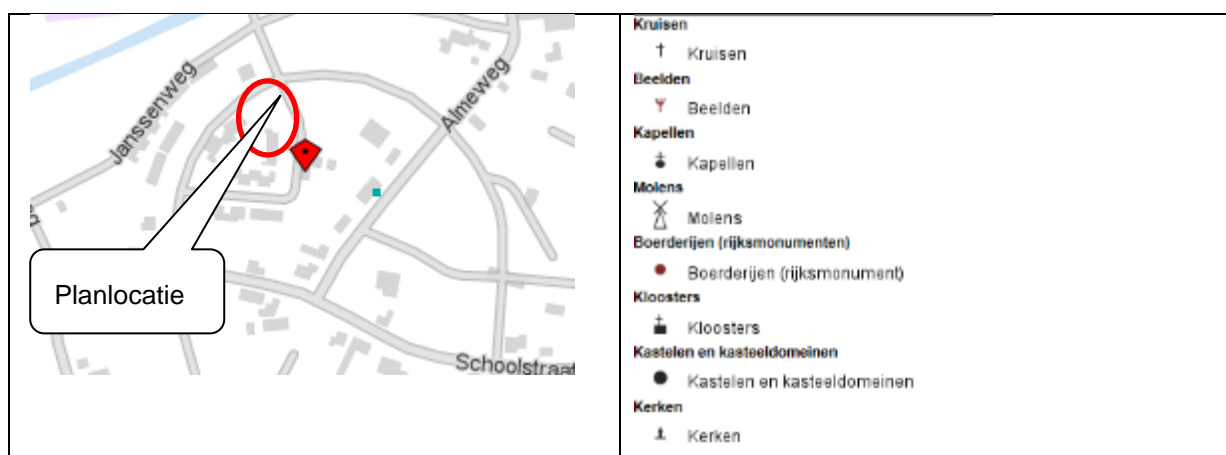 Janssenweg
Almeweg
Planlocatie
Schoolstraat
Kruisen
Kruisen
Beelden
Beelden
Kapellen
Kapellen
Molens
Molens
Boerderijen (rijksmonumenten)
Boerderijen (rijksmonument)
Kloosters
Kloosters
Kastelen en kasteeldomeinen
Kastelen en kasteeldomeinen
Kerken
Kerken